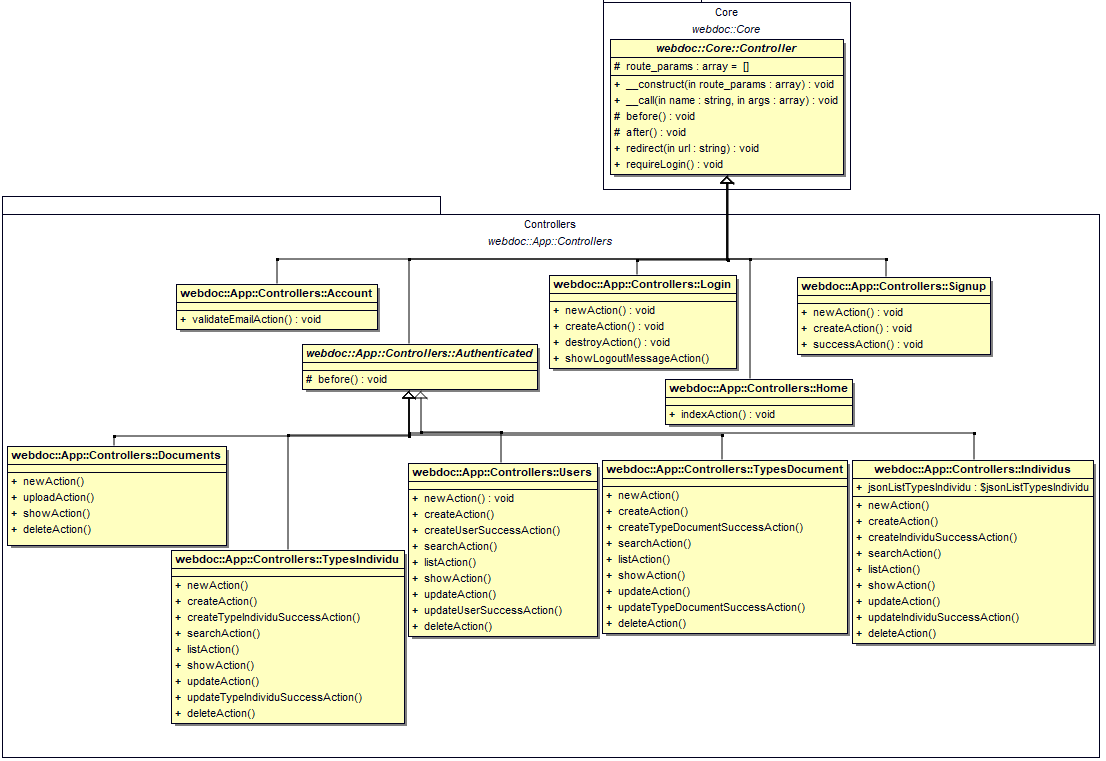 Core
webdoc::Core
webdoc::Core::Controller
# route_params : array = []
+ __construct(in route_params : array) : void
+ __call(in name : string, in args : array) : void
# before() : void
# after() : void
+ redirect(in url : string) : void
+ requireLogin() : void
Controllers
webdoc::App::Controllers
webdoc::App::Controllers::Account
+ validateEmailAction() : void
webdoc::App::Controllers::Login
+ newAction() : void
+ createAction() : void
+ destroyAction() : void
+ showLogoutMessageAction()
webdoc::App::Controllers::Signup
+ newAction() : void
+ createAction() : void
+ successAction() : void
webdoc::App::Controllers::Authenticated
# before() : void
webdoc::App::Controllers::Home
+ indexAction() : void
webdoc::App::Controllers::Documents
+ newAction()
+ uploadAction()
+ showAction()
+ deleteAction()
webdoc::App::Controllers::TypesIndividu
+ newAction()
+ createAction()
+ createTypeIndividuSuccessAction()
+ searchAction()
+ listAction()
+ showAction()
+ updateAction()
+ updateTypeIndividuSuccessAction()
+ deleteAction()
webdoc::App::Controllers::Users
+ newAction() : void
+ createAction()
+ createUserSuccessAction()
+ searchAction()
+ listAction()
+ showAction()
+ updateAction()
+ updateUserSuccessAction()
+ deleteAction()
webdoc::App::Controllers::TypesDocument
+ newAction()
+ createAction()
+ createTypeDocumentSuccessAction()
+ searchAction()
+ listAction()
+ showAction()
+ updateAction()
+ updateTypeDocumentSuccessAction()
+ deleteAction()
webdoc::App::Controllers::Individus
+ jsonListTypesIndividu : $jsonListTypesIndividu
+ newAction()
+ createAction()
+ createIndividuSuccessAction()
+ searchAction()
+ listAction()
+ showAction()
+ updateAction()
+ updateIndividuSuccessAction()
+ deleteAction()